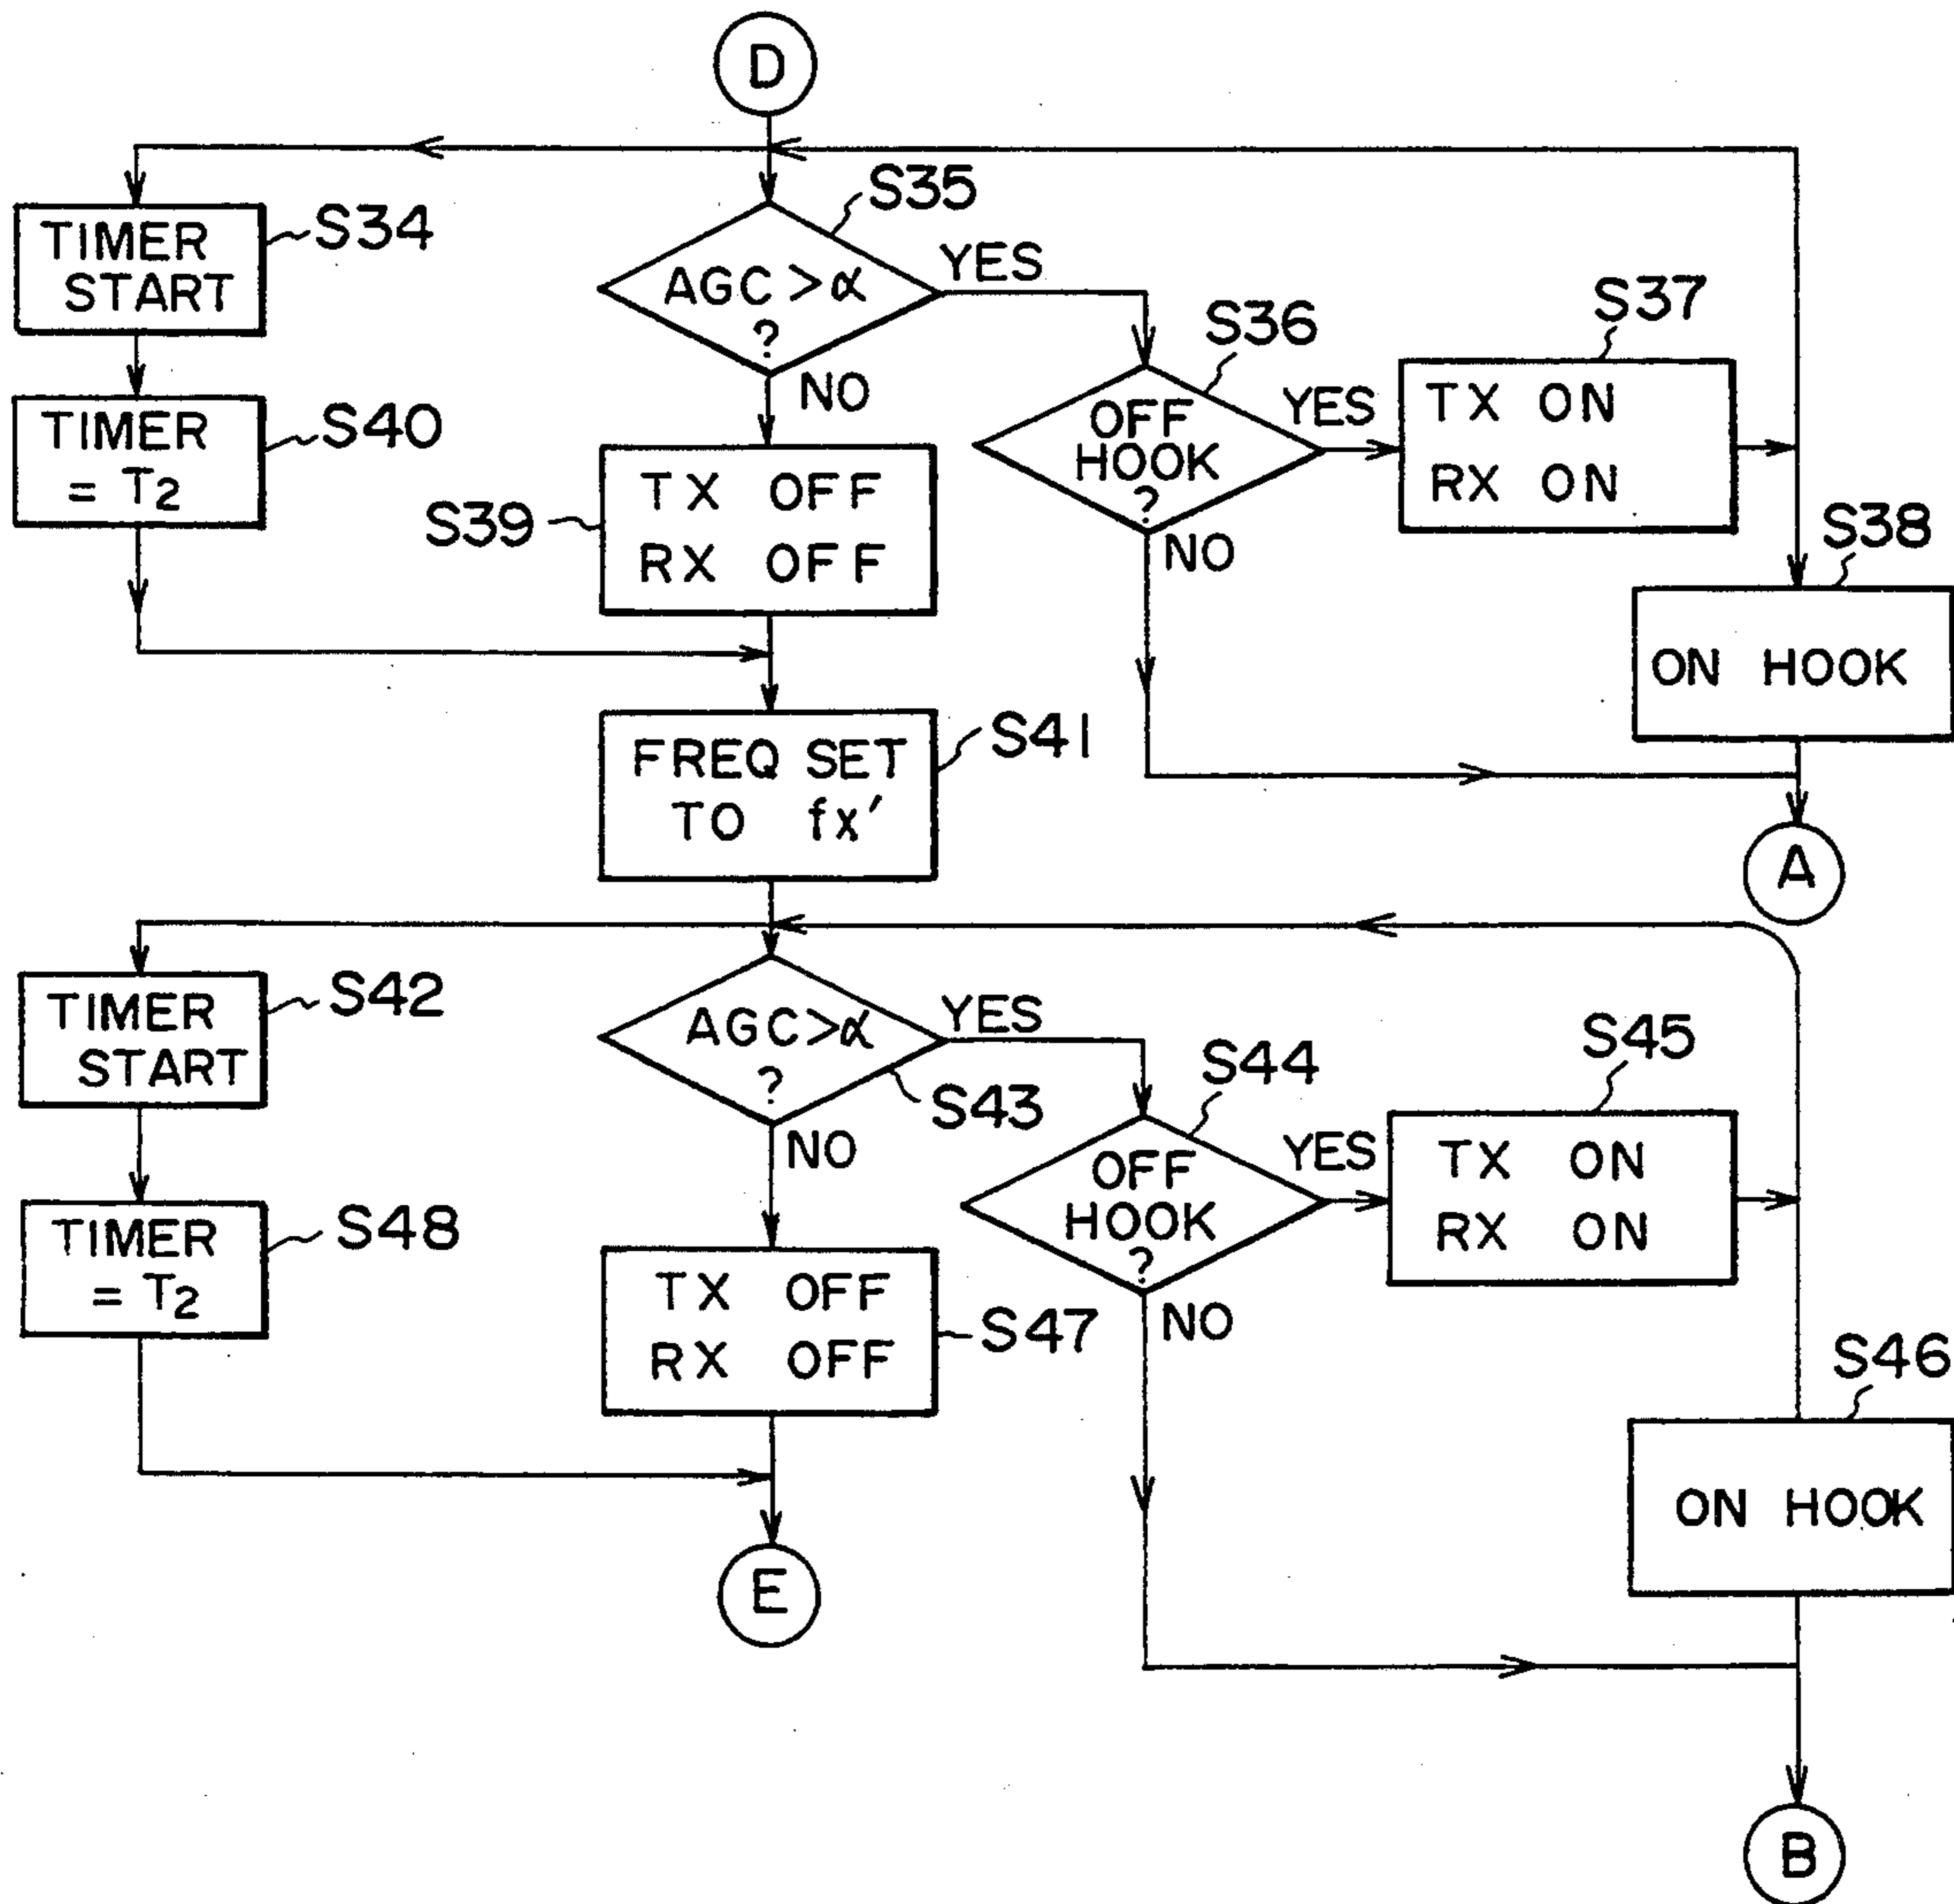 D
S35
TIMER
START
S34
AGC > α
?
YES
NO
S36
S37
OFF
HOOK
?
YES
NO
TX ON
RX ON
TIMER
= T2
S40
S39
TX OFF
RX OFF
S38
ON HOOK
FREQ SET
TO fx'
S41
A
TIMER
START
S42
AGC>α
?
YES
NO
S43
S44
S45
OFF
HOOK
?
YES
NO
TX ON
RX ON
TIMER
= T2
S48
TX OFF
RX OFF
S47
S46
ON HOOK
E
B